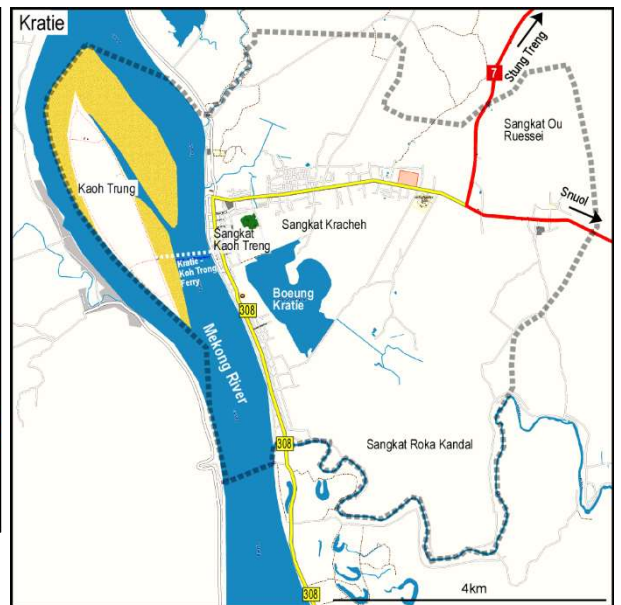 Kratie
7
Stung Treng
Sangkat Ou
Ruessei
Snuol
Kaoh Trung
Sangkat
Kaoh Treng
Sangkat Kracheh
Kratie -
Koh Trong
Ferry
Boeung
Kratie
308
Mekong River
308
Sangkat Roka Kandal
308
4km